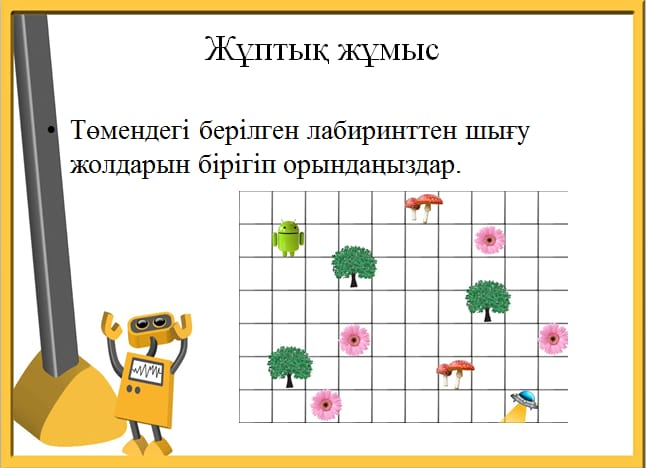 Жұптық жұмыс
• Төмендегі берілген лабиринттен шығу
жолдарын бірігіп орындаңыздар.